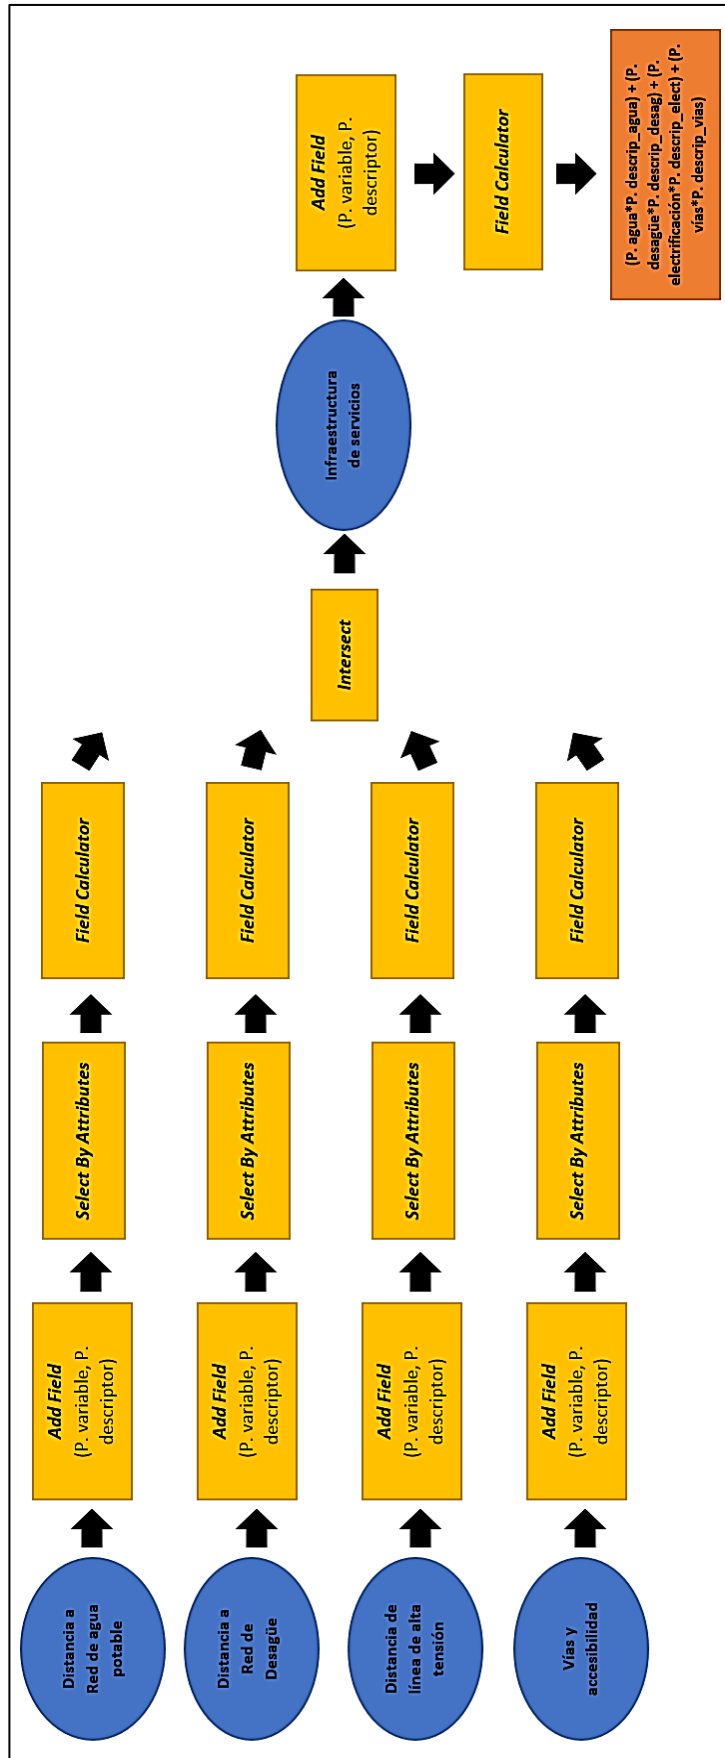 Distancia a
Red de agua
potable
Add Field
(P. variable, P.
descriptor)
Select By Attributes
Field Calculator
Distancia a
Red de
Desagüe
Add Field
(P. variable, P.
descriptor)
Select By Attributes
Field Calculator
Distancia de
línea de alta
tensión
Add Field
(P. variable, P.
descriptor)
Select By Attributes
Field Calculator
Vías y
accesibilidad
Add Field
(P. variable, P.
descriptor)
Select By Attributes
Field Calculator
Intersect
Infraestructura
de servicios
Add Field
(P. variable, P.
descriptor)
Field Calculator
(P. agua*P. descrip_agua) + (P.
desagüe*P. descrip_desag) + (P.
electrificación*P. descrip_elect) + (P.
vías*P. descrip_vias)